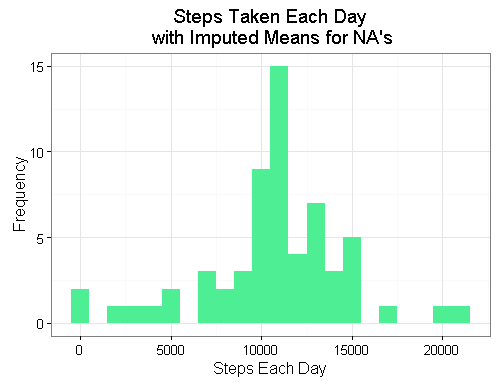 Steps Taken Each Day
with Imputed Means for NA's
15
10
5
0
Frequency
0 5000 10000 15000 20000
Steps Each Day